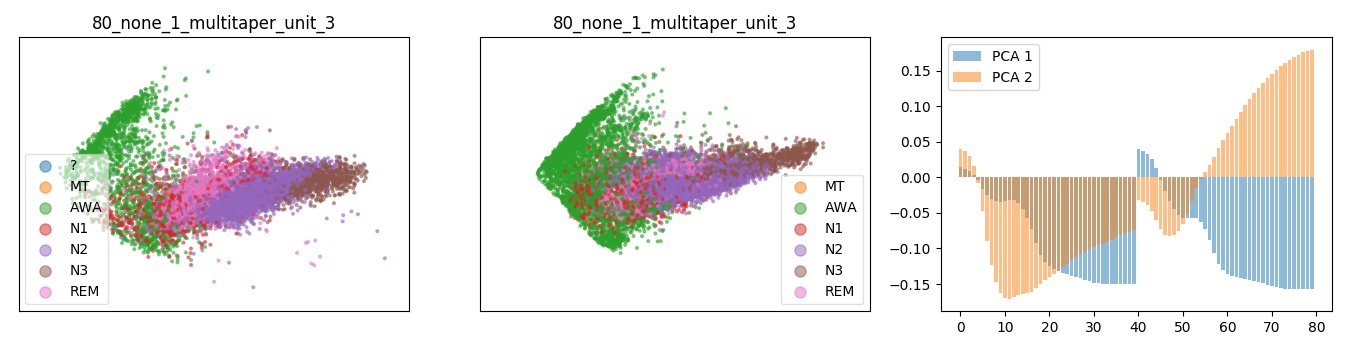 80_none_1_multitaper_unit_3
?
MT
AWA
N1
N2
N3
REM
80_none_1_multitaper_unit_3
MT
AWA
N1
N2
N3
REM
PCA 1
PCA 2
0.15
0.10
0.05
0.00
−0.05
−0.10
−0.15
0 10 20 30 40 50 60 70 80